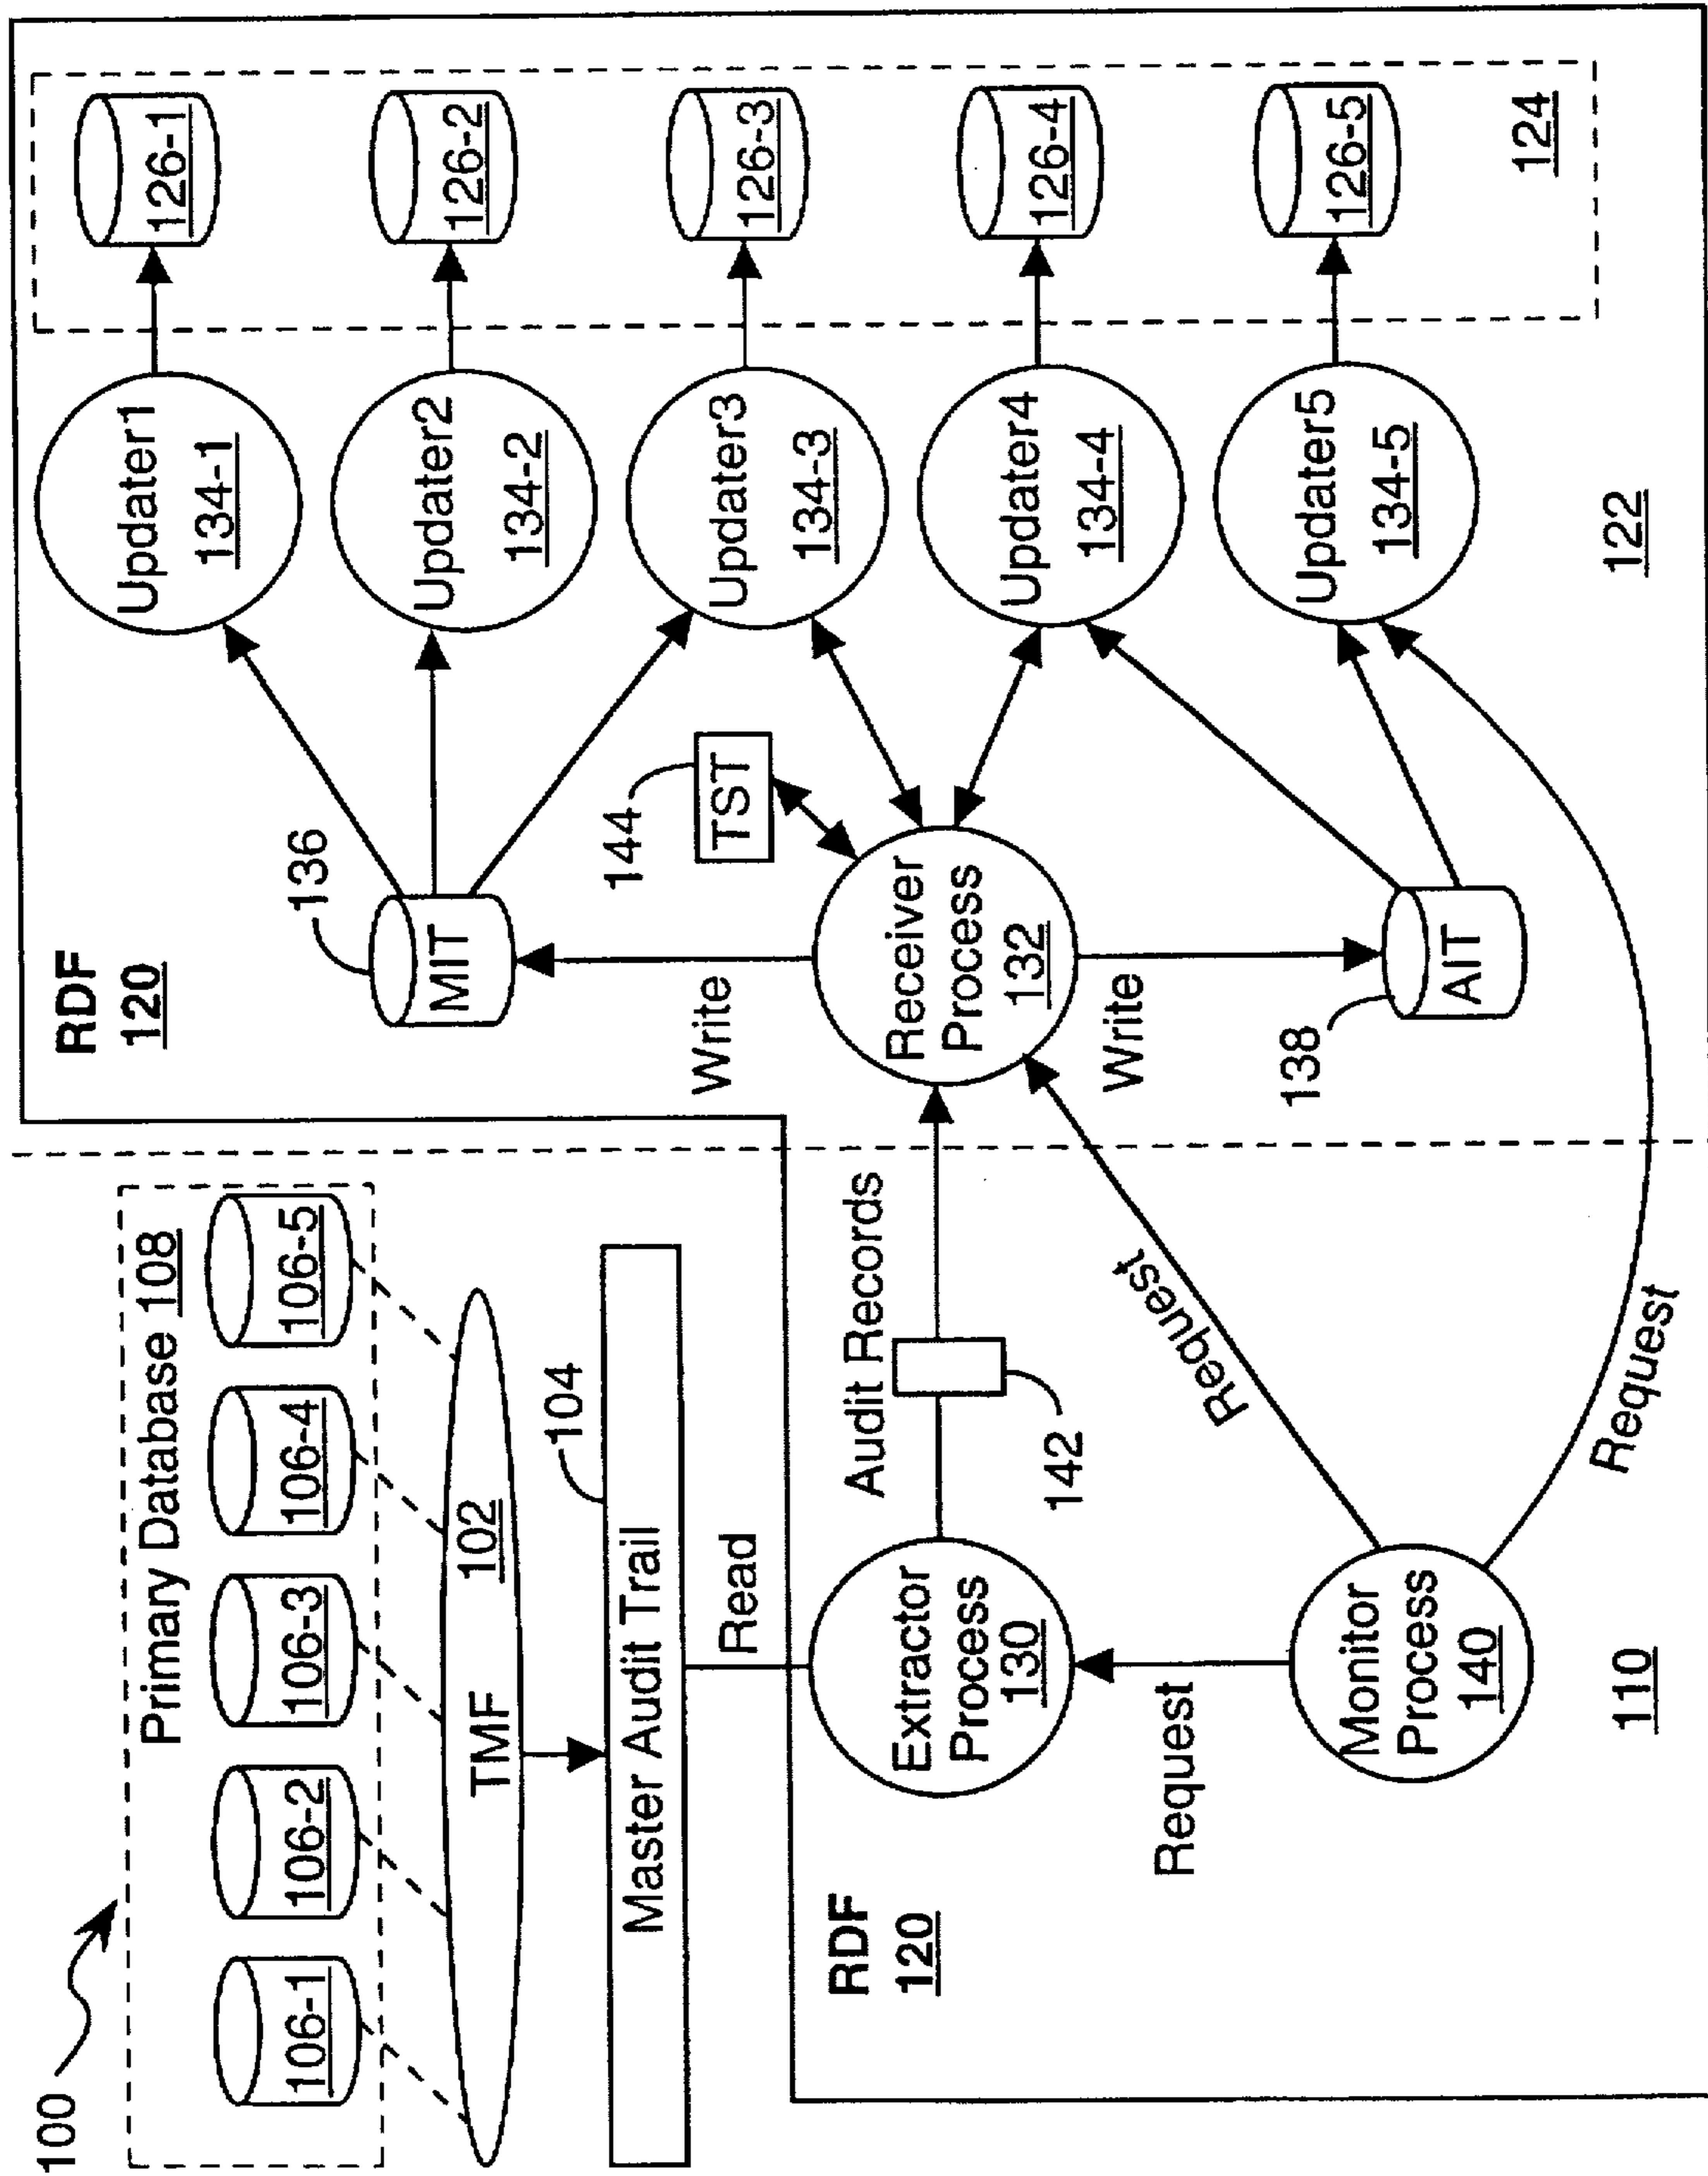 100
Primary Database 108
106-1
106-2
106-3
106-4
106-5
TMF
102
104
Master Audit Trail
Read
RDF
120
Extractor
Process
130
Audit Records
142
Request
Monitor
Process
140
110
Request
Request
RDF
120
136
MIT
Write
144
TST
Receiver
Process
132
Write
138
AIT
Updater1
134-1
Updater2
134-2
Updater3
134-3
Updater4
134-4
Updater5
134-5
122
126-1
126-2
126-3
126-4
126-5
124